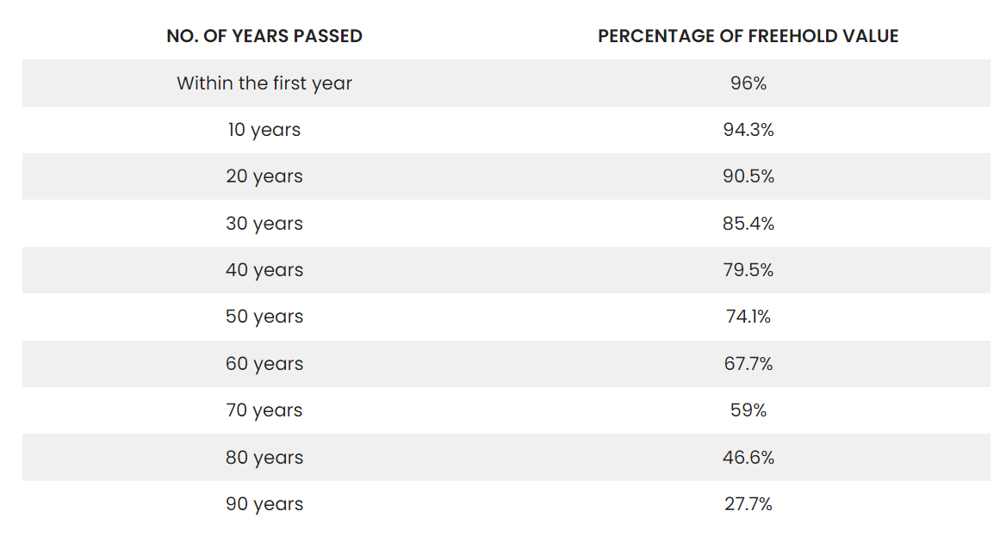 NO. OF YEARS PASSED PERCENTAGE OF FREEHOLD VALUE
Within the first year 96%
10 years 94.3%
20 years 90.5%
30 years 85.4%
40 years 79.5%
50 years 74.1%
60 years 67.7%
70 years 59%
80 years 46.6%
90 years 27.7%